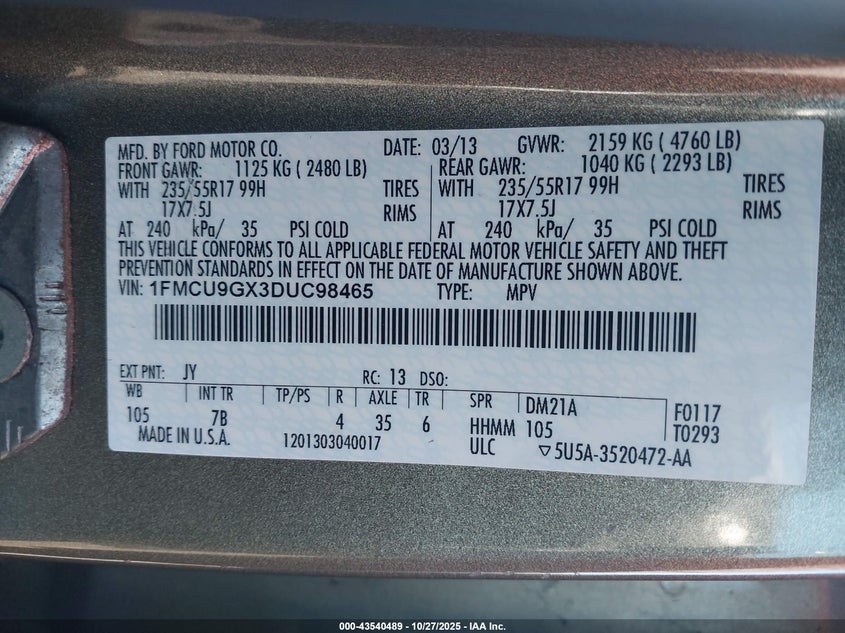 MFD. BY FORD MOTOR CO. DATE: 03/13 GVWR: 2159 KG ( 4760 LB)
FRONT GAWR: 1125 KG ( 2480 LB) REAR GAWR: 1040 KG ( 2293 LB)
WITH 235/55R17 99H TIRES WITH 235/55R17 99H TIRES
17X7.5J RIMS 17X7.5J RIMS
AT 240 kPa/ 35 PSI COLD AT 240 kPa/ 35 PSI COLD
THIS VEHICLE CONFORMS TO ALL APPLICABLE FEDERAL MOTOR VEHICLE SAFETY AND THEFT
PREVENTION STANDARDS IN EFFECT ON THE DATE OF MANUFACTURE SHOWN ABOVE.
VIN: 1FMCU9GX3DUC98465 TYPE: MPV
EXT PNT: JY RC: 13 DSO:
WB INT TR TP/PS R AXLE TR SPR DM21A F0117
105 7B 4 35 6 HHMM 105 T0293
MADE IN U.S.A. 1201303040017 ULC ▽5U5A-3520472-AA
000-43540489 - 10/27/2025 - IAA Inc.